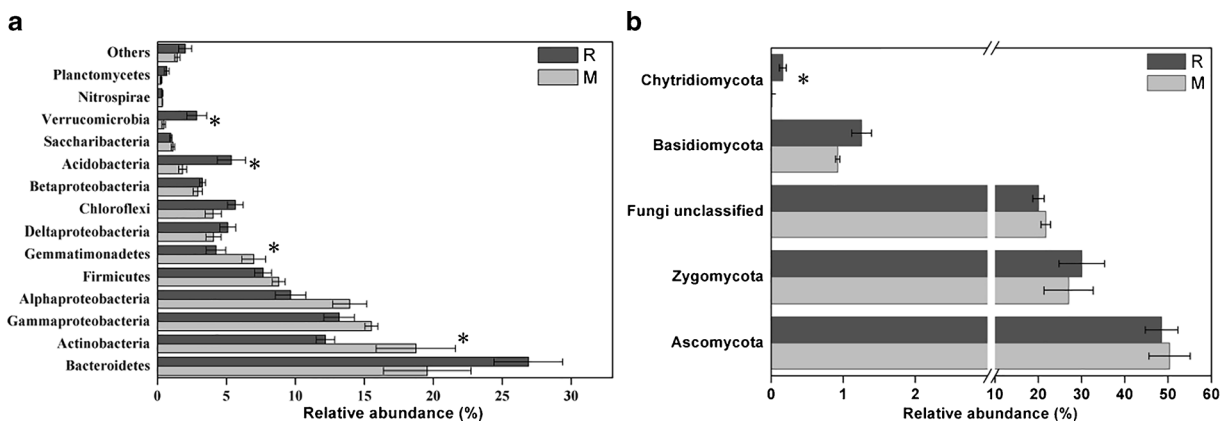 a
Others
Planctomycetes
Nitrospirae
Verrucomicrobia
*
Saccharibacteria
Acidobacteria
*
Betaproteobacteria
Chloroflexi
Deltaproteobacteria
Gemmatimonadetes
*
Firmicutes
Alphaproteobacteria
Gammaproteobacteria
Actinobacteria
*
Bacteroidetes
R
M
0 5 10 15 20 25 30
Relative abundance (%)
b
Chytridiomycota
*
Basidiomycota
Fungi unclassified
Zygomycota
Ascomycota
R
M
0 1 2 10 20 30 40 50 60
Relative abundance (%)